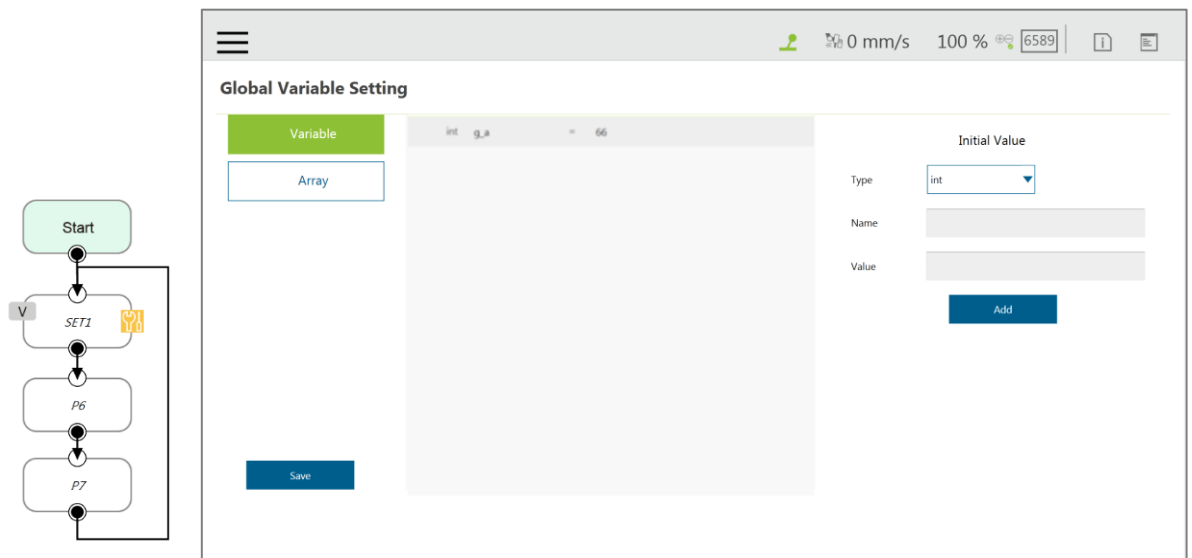 0 mm/s 100 % 6589
Global Variable Setting
Variable
int g_a = 66
Initial Value
Array
Type int
Name
Value
Add
Save
Start
V
SET1
P6
P7